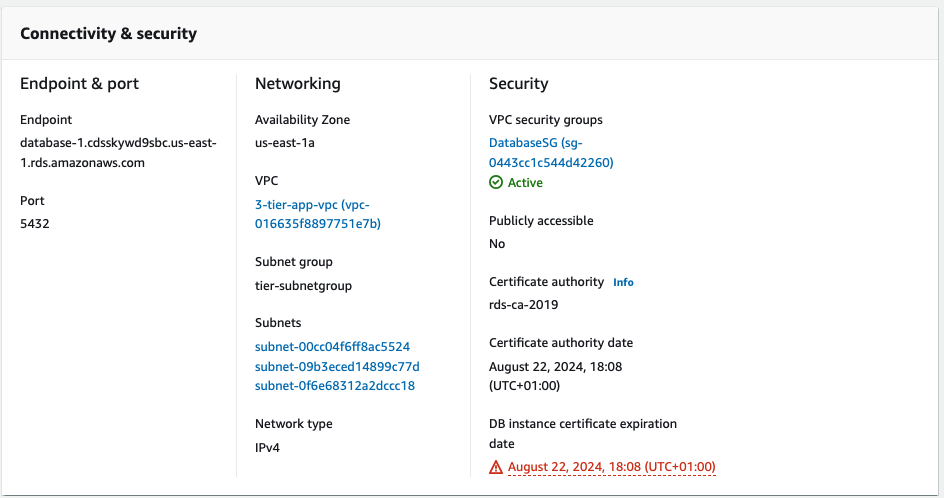 Connectivity & security
Endpoint & port
Endpoint
database-1.cdsskywd9sbc.us-east-
1.rds.amazonaws.com
Port
5432
Networking
Availability Zone
us-east-1a
VPC
3-tier-app-vpc (vpc-
016635f8897751e7b)
Subnet group
tier-subnetgroup
Subnets
subnet-00cc04f6ff8ac5524
subnet-09b3eced14899c77d
subnet-0f6e68312a2dccc18
Network type
IPv4
Security
VPC security groups
DatabaseSG (sg-
0443cc1c544d42260)
Active
Publicly accessible
No
Certificate authority Info
rds-ca-2019
Certificate authority date
August 22, 2024, 18:08
(UTC+01:00)
DB instance certificate expiration
date
August 22, 2024, 18:08 (UTC+01:00)